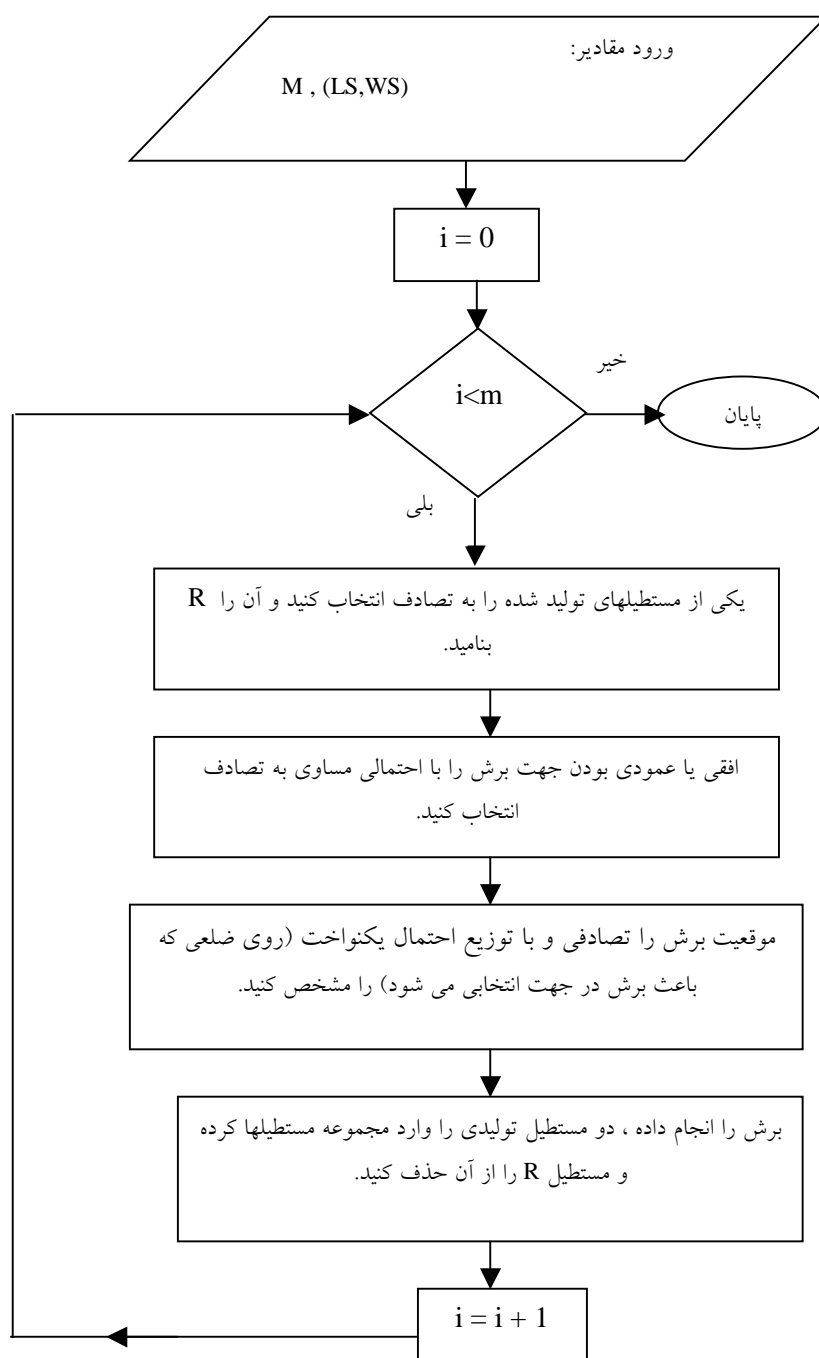 ورود مقادیر:
M , (LS,WS)
i = 0
i<m
خیر
پایان
بلی
یکی از مستطیلهای تولید شده را به تصادف انتخاب کنید و آن را R
بنامید.
افقی یا عمودی بودن جهت برش را با احتمالی مساوی به تصادف
انتخاب کنید.
موقعیت برش را تصادفی و با توزیع احتمال یکنواخت (روی ضلعی که
باعث برش در جهت انتخابی می شود) را مشخص کنید.
برش را انجام داده ، دو مستطیل تولیدی را وارد مجموعه مستطیلها کرده
و مستطیل R را از آن حذف کنید.
i = i + 1